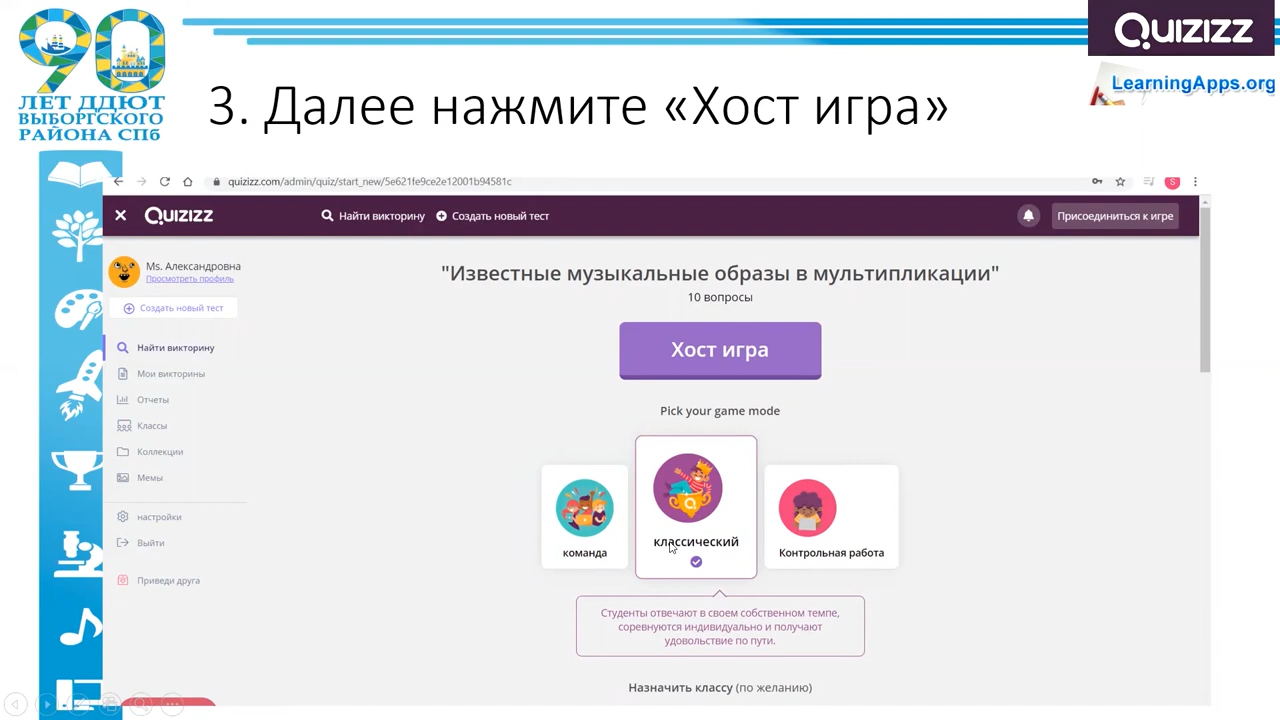 90
ЛЕТ ДДЮТ
ВЫБОРГСКОГО
РАЙОНА СПб
QUIZIZZ
LearningApps.org
3. Далее нажмите «Хост игра»
quizizz.com/admin/quiz/start_new/5e621fe9ce2e12001b94581c
S
QUIZIZZ
Найти викторину
Создать новый тест
Присоединиться к игре
Ms. Александровна
Просмотреть профиль
Создать новый тест
Найти викторину
Мои викторины
Отчеты
Классы
Коллекции
Мемы
настройки
Выйти
Приведи друга
"Известные музыкальные образы в мультипликации"
10 вопросы
Хост игра
Pick your game mode
команда
классический
Контрольная работа
Студенты отвечают в своем собственном темпе,
соревнуются индивидуально и получают
удовольствие по пути.
Назначить классу (по желанию)